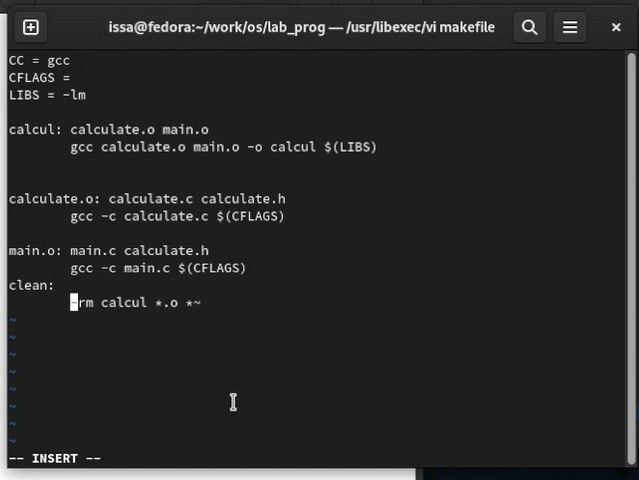 issa@fedora:~/work/os/lab_prog — /usr/libexec/vi makefile
CC = gcc
CFLAGS =
LIBS = -lm
calcul: calculate.o main.o
gcc calculate.o main.o -o calcul $(LIBS)
calculate.o: calculate.c calculate.h
gcc -c calculate.c $(CFLAGS)
main.o: main.c calculate.h
gcc -c main.c $(CFLAGS)
clean:
-rm calcul *.o *~
~
~
~
~
~
~
~
~
-- INSERT --